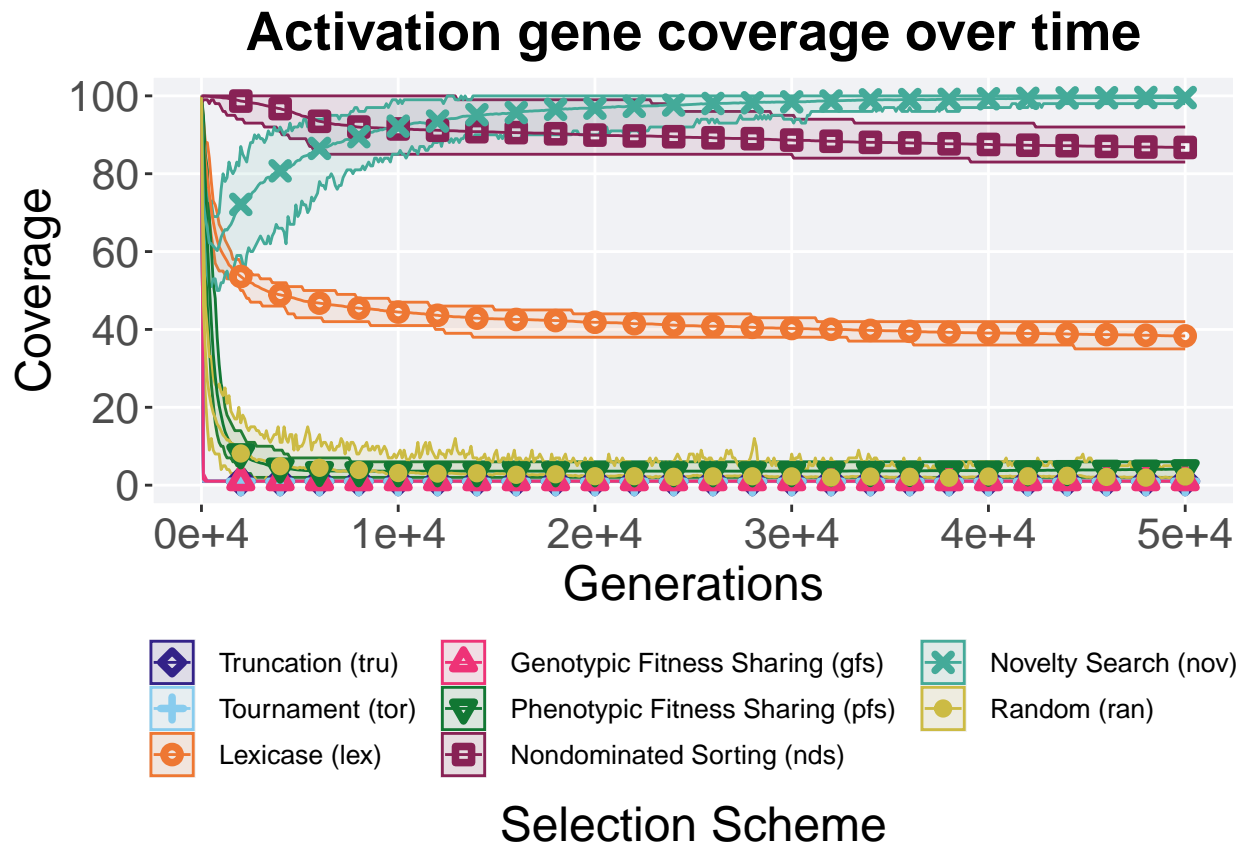 Activation gene coverage over time
Coverage
100
80
60
40
20
0
0e+4 1e+4 2e+4 3e+4 4e+4 5e+4
Generations
Truncation (tru) Genotypic Fitness Sharing (gfs) Novelty Search (nov)
Tournament (tor) Phenotypic Fitness Sharing (pfs) Random (ran)
Lexicase (lex) Nondominated Sorting (nds)
Selection Scheme